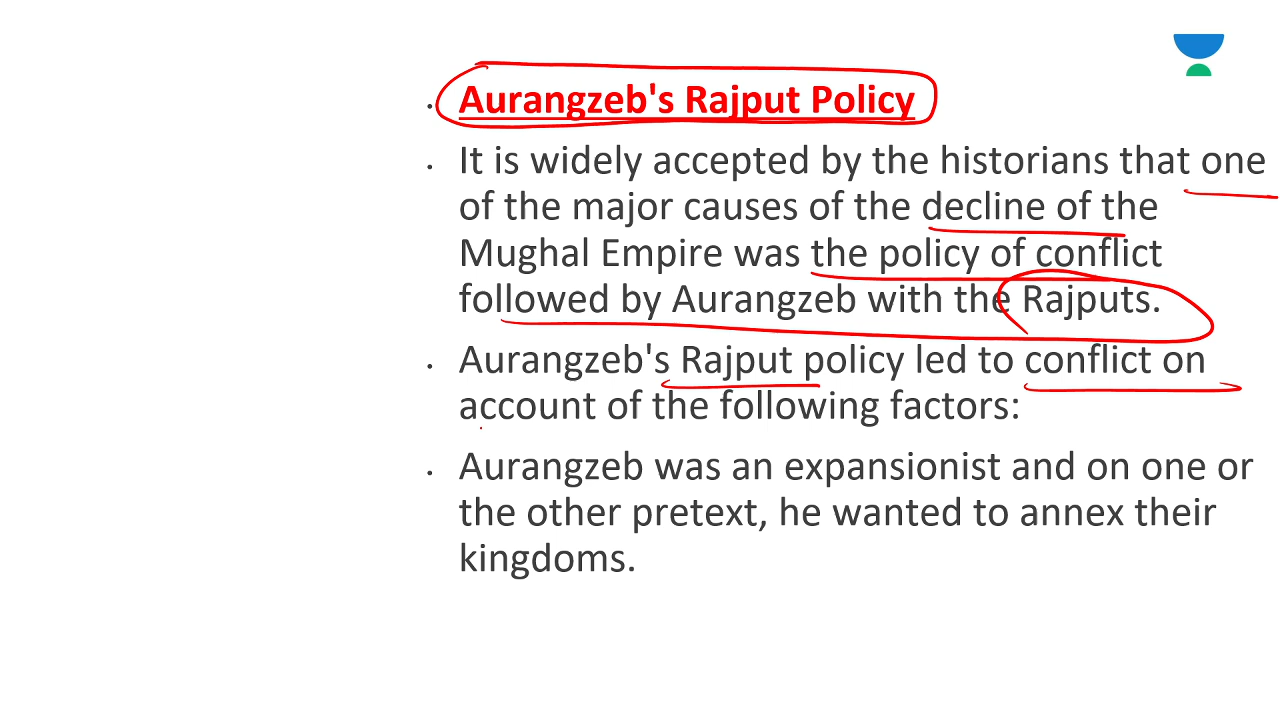 Aurangzeb's Rajput Policy
It is widely accepted by the historians that one
of the major causes of the decline of the
Mughal Empire was the policy of conflict
followed by Aurangzeb with the Rajputs.
Aurangzeb's Rajput policy led to conflict on
account of the following factors:
Aurangzeb was an expansionist and on one or
the other pretext, he wanted to annex their
kingdoms.